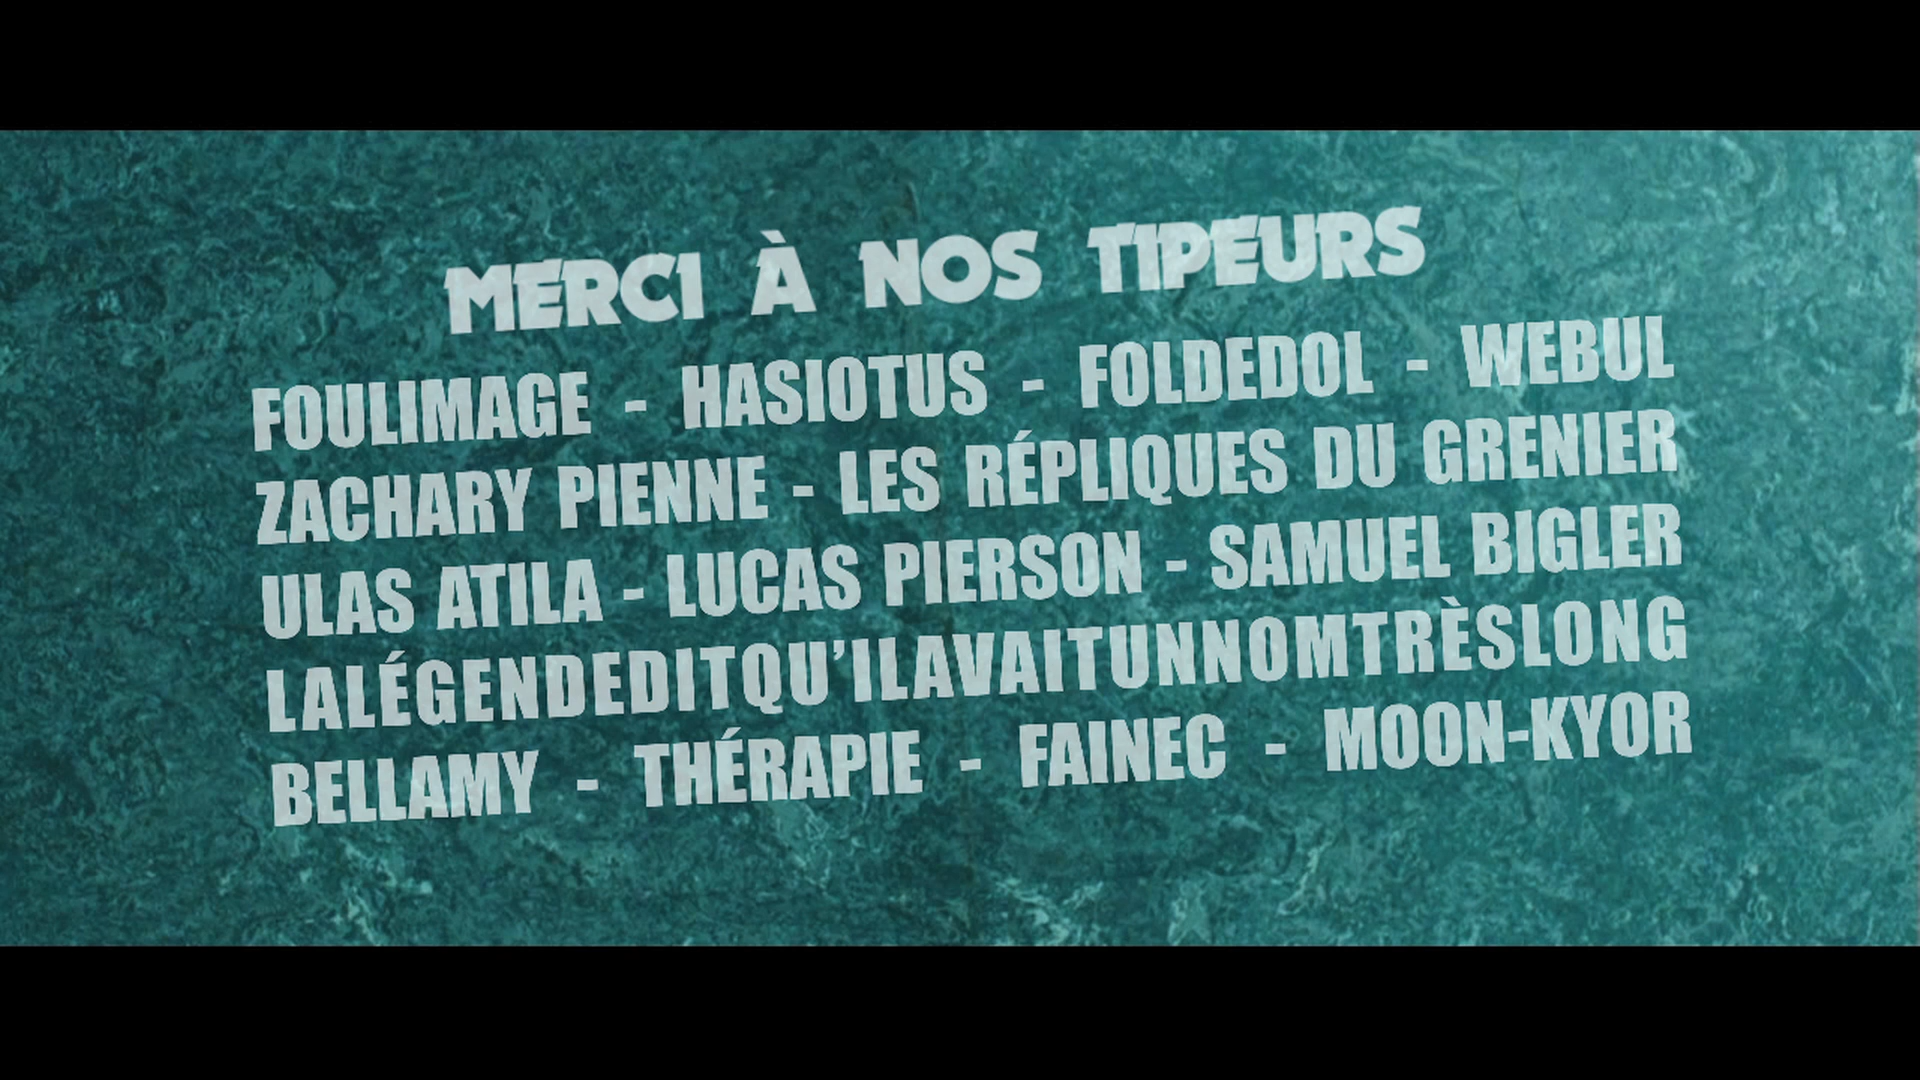 MERCI À NOS TIPEURS
FOULIMAGE - HASIOTUS - FOLDEDOL - WEBUL
ZACHARY PIENNE - LES RÉPLIQUES DU GRENIER
ULAS ATILA - LUCAS PIERSON - SAMUEL BIGLER
LALÉGENDEDITQU'ILAVAITUNNOMTRÈSLONG
BELLAMY - THÉRAPIE - FAINEC - MOON-KYOR